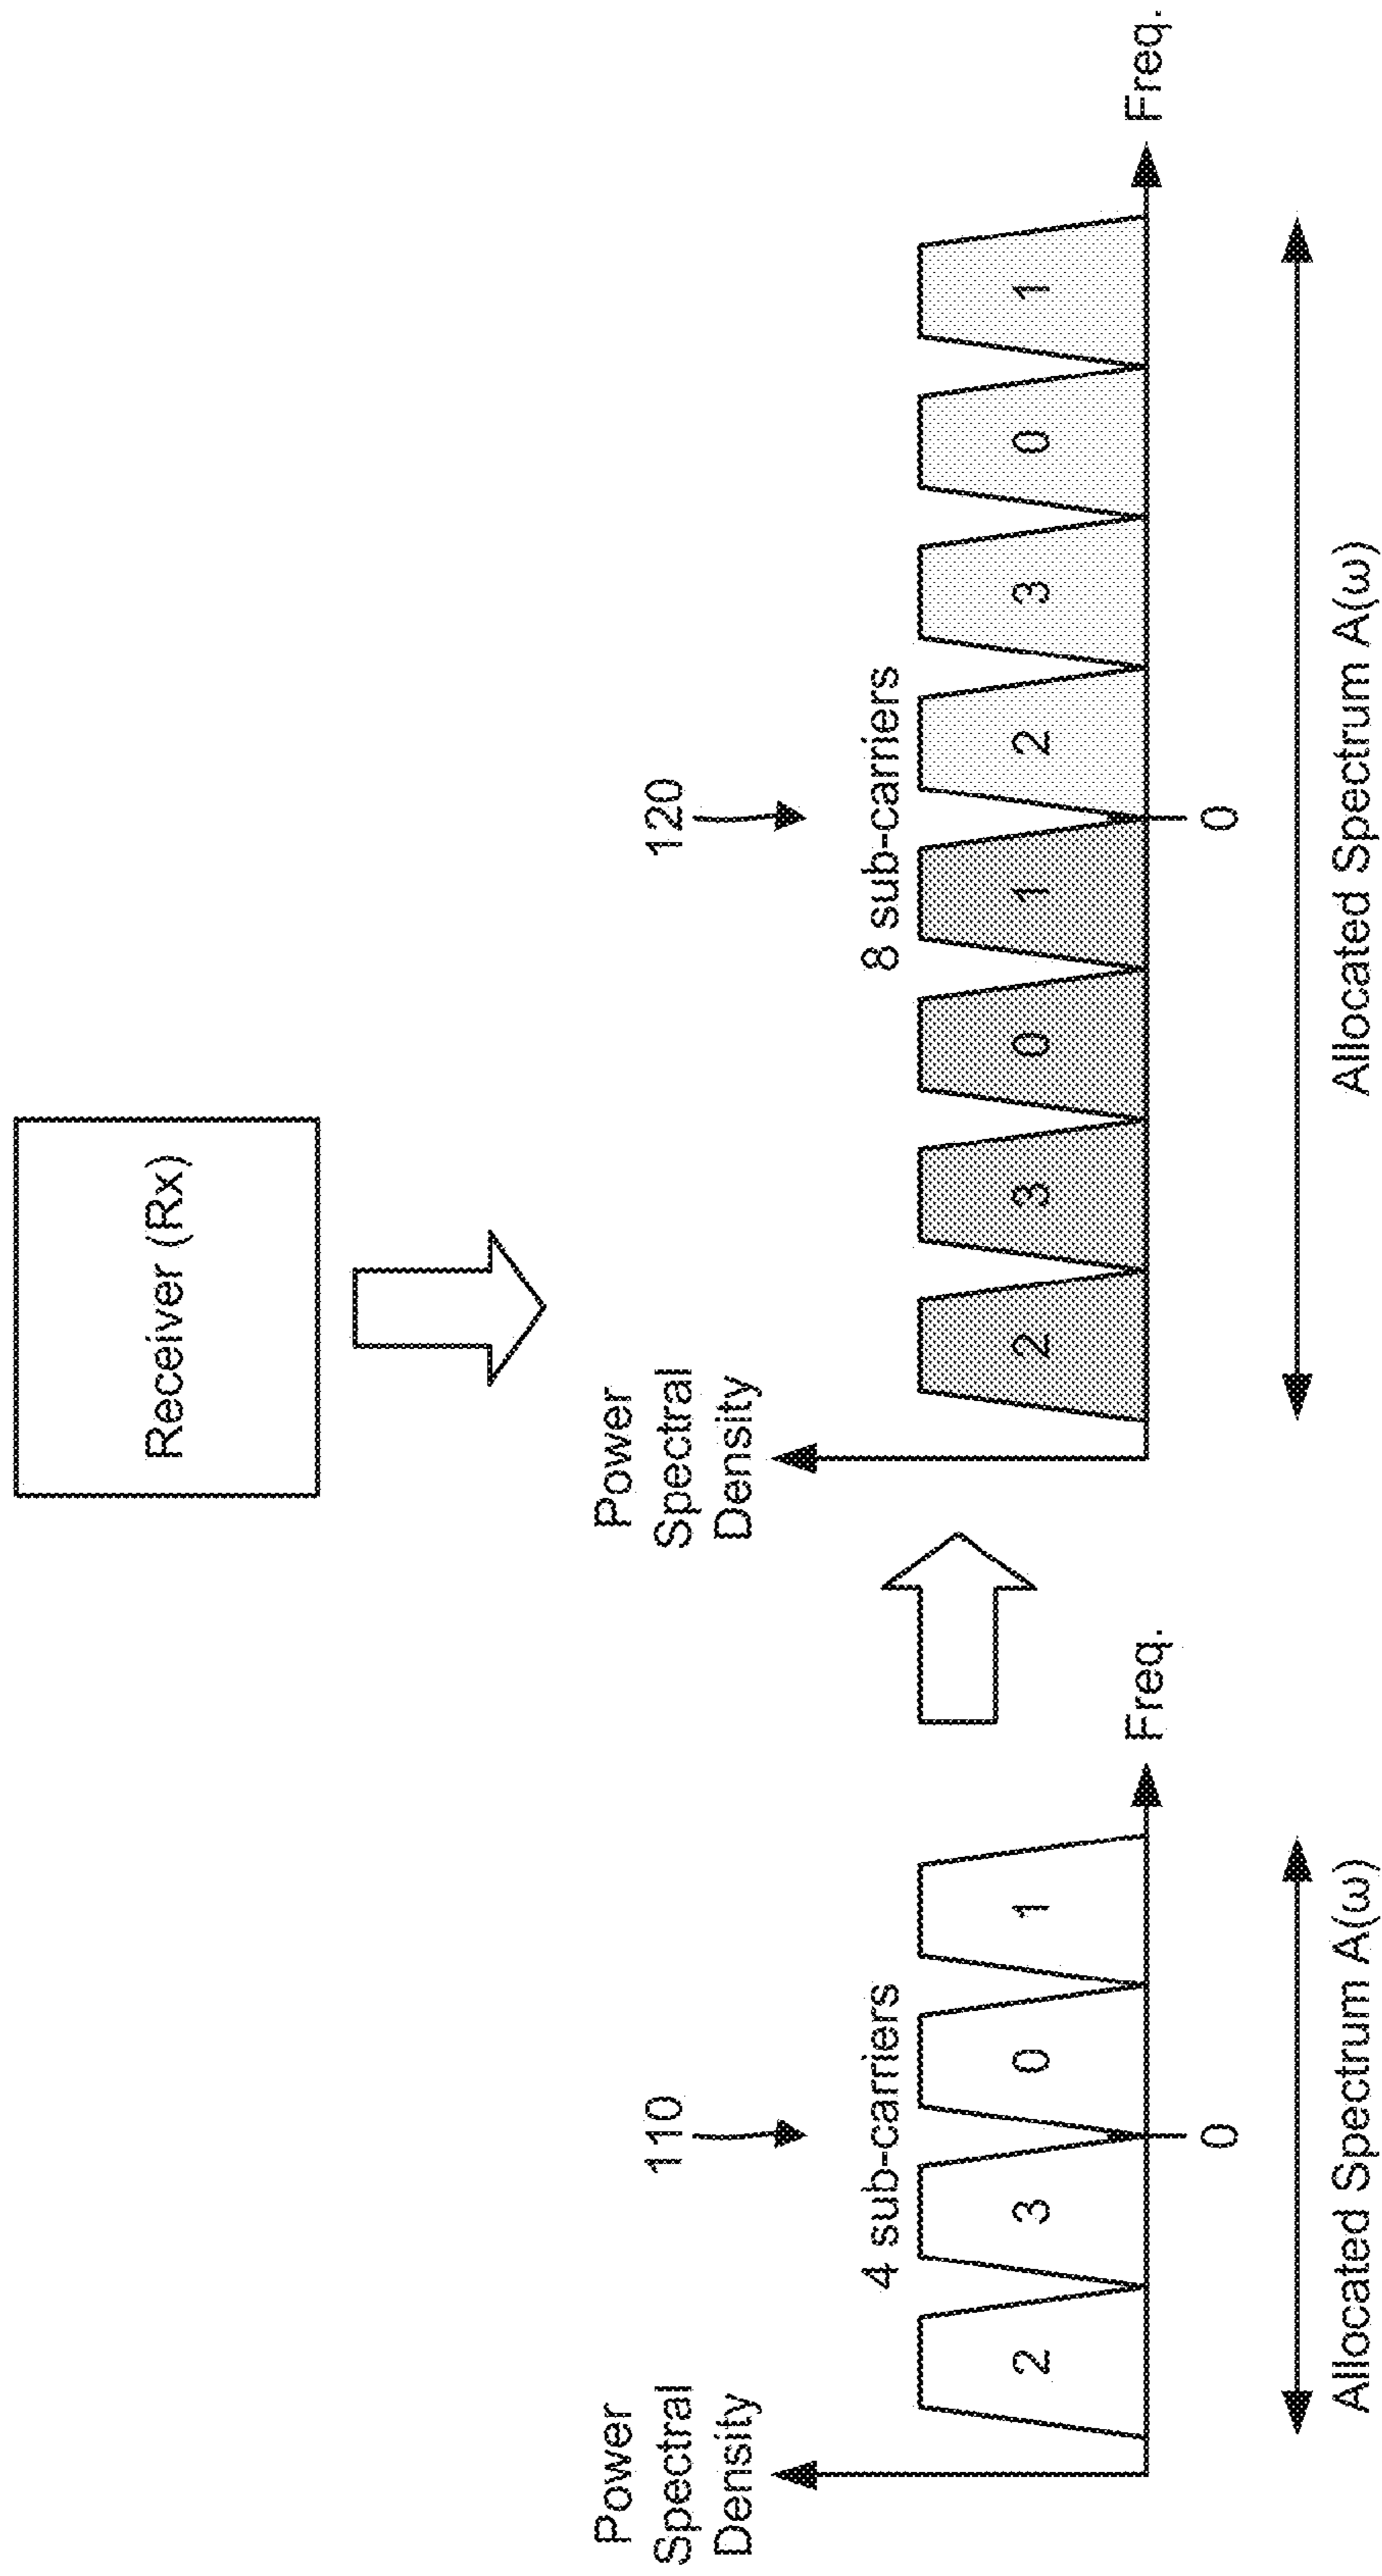 Receiver (Rx)
Power
Spectral
Density
110
4 sub-carriers
2 3 0 1
Freq.
0
Allocated Spectrum A(ω)
Power
Spectral
Density
120
8 sub-carriers
2 3 0 1 2 3 0 1
Freq.
0
Allocated Spectrum A(ω)